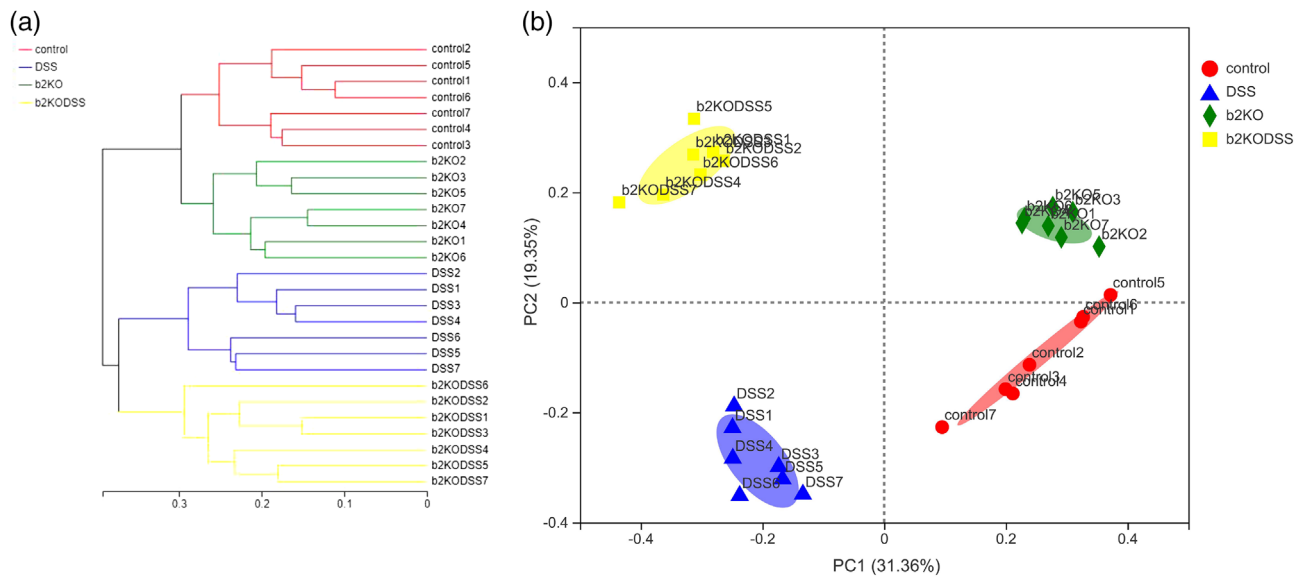 (a)
control
DSS
b2KO
b2KODSS
control2
control5
control1
control6
control7
control4
control3
b2KO2
b2KO3
b2KO5
b2KO7
b2KO4
b2KO1
b2KO6
DSS2
DSS1
DSS3
DSS4
DSS6
DSS5
DSS7
b2KODSS6
b2KODSS2
b2KODSS1
b2KODSS3
b2KODSS4
b2KODSS5
b2KODSS7
0.3 0.2 0.1 0
(b)
PC2 (19.35%)
0.4
0.2
0
-0.2
-0.4
b2KODSS5
b2KODSS1
b2KODSS3
b2KODSS2
b2KODSS6
b2KODSS4
b2KODSS7
b2KO5
b2KO3
b2KO6
b2KO1
b2KO7
b2KO2
control5
control6
control1
control2
control3
control4
control7
DSS2
DSS1
DSS4
DSS3
DSS5
DSS6
DSS7
-0.4 -0.2 0 0.2 0.4
PC1 (31.36%)
control
DSS
b2KO
b2KODSS